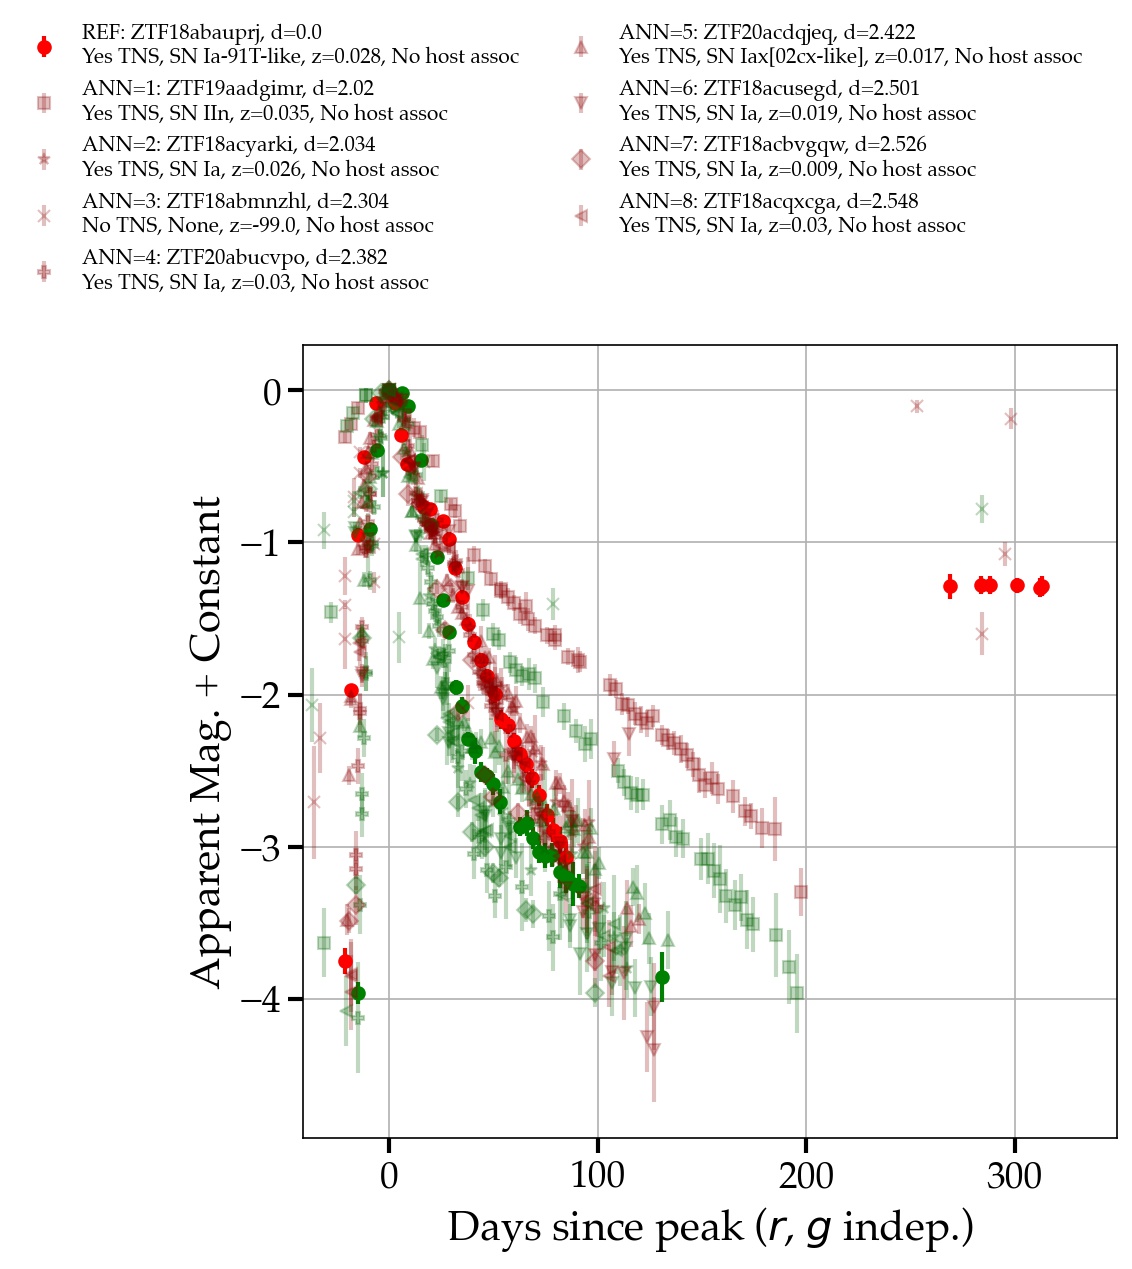 REF: ZTF18abauprj, d=0.0
Yes TNS, SN Ia-91T-like, z=0.028, No host assoc
ANN=1: ZTF19aadgimr, d=2.02
Yes TNS, SN IIn, z=0.035, No host assoc
ANN=2: ZTF18acyarki, d=2.034
Yes TNS, SN Ia, z=0.026, No host assoc
ANN=3: ZTF18abmnzhl, d=2.304
No TNS, None, z=-99.0, No host assoc
ANN=4: ZTF20abucvpo, d=2.382
Yes TNS, SN Ia, z=0.03, No host assoc
ANN=5: ZTF20acdqjeq, d=2.422
Yes TNS, SN Iax[02cx-like], z=0.017, No host assoc
ANN=6: ZTF18acusegd, d=2.501
Yes TNS, SN Ia, z=0.019, No host assoc
ANN=7: ZTF18acbvgqw, d=2.526
Yes TNS, SN Ia, z=0.009, No host assoc
ANN=8: ZTF18acqxcga, d=2.548
Yes TNS, SN Ia, z=0.03, No host assoc
Apparent Mag. + Constant
0
−1
−2
−3
−4
0 100 200 300
Days since peak (r, g indep.)